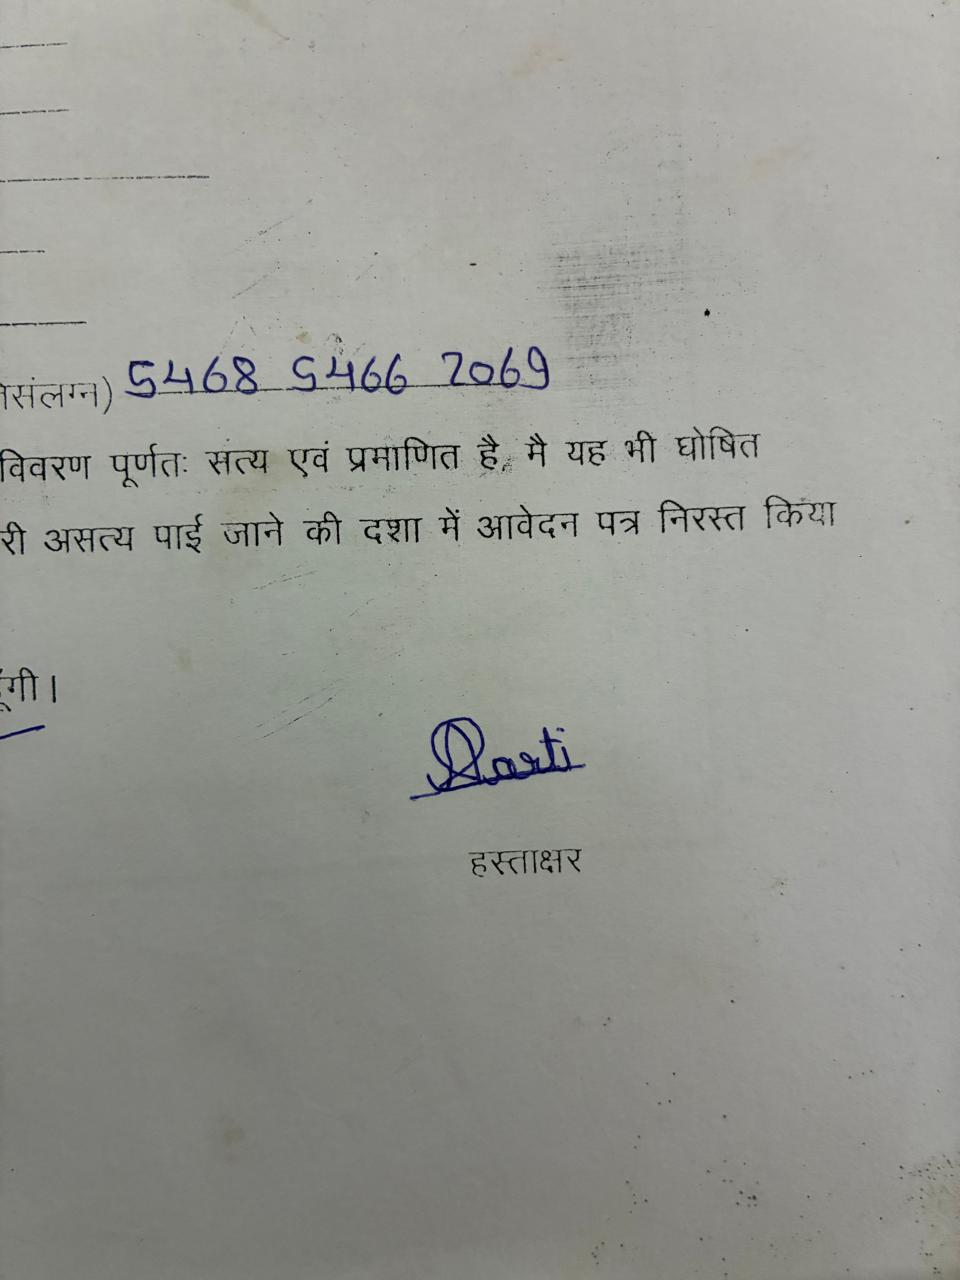 संलग्न) 5468 5466 2069
विवरण पूर्णतः सत्य एवं प्रमाणित है, मै यह भी घोषित
री असत्य पाई जाने की दशा में आवेदन पत्र निरस्त किया
ूँगी।
Aarti
हस्ताक्षर